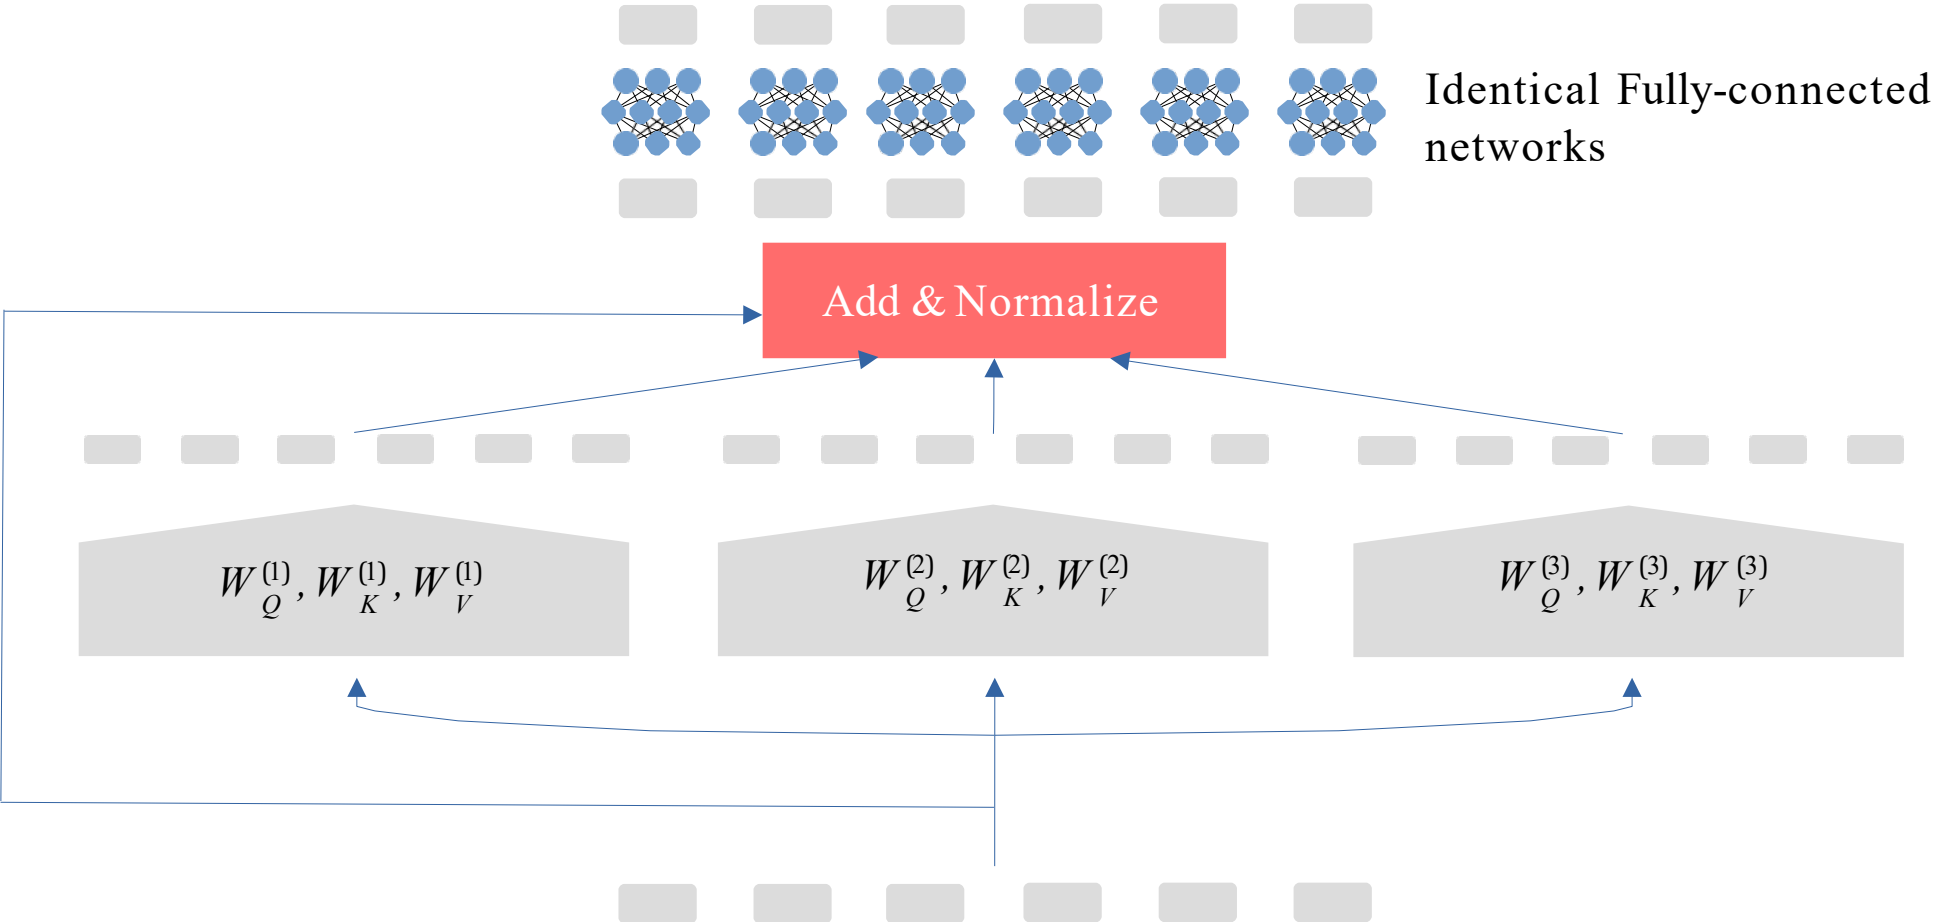 Identical Fully-connected
networks
Add & Normalize
W_Q^(1), W_K^(1), W_V^(1)
W_Q^(2), W_K^(2), W_V^(2)
W_Q^(3), W_K^(3), W_V^(3)